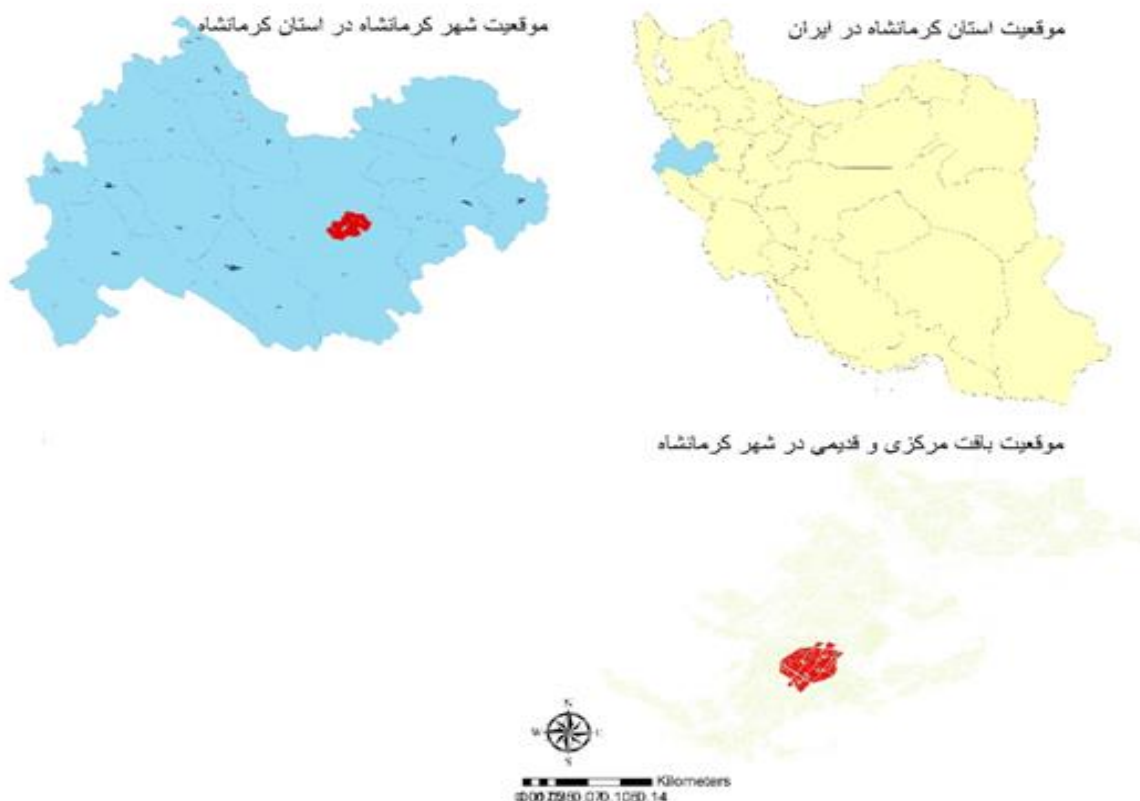 موقعیت استان کرمانشاه در ایران
موقعیت شهر کرمانشاه در استان کرمانشاه
موقعیت بافت مرکزی و قدیمی در شهر کرمانشاه
N
W
S
Kilometers